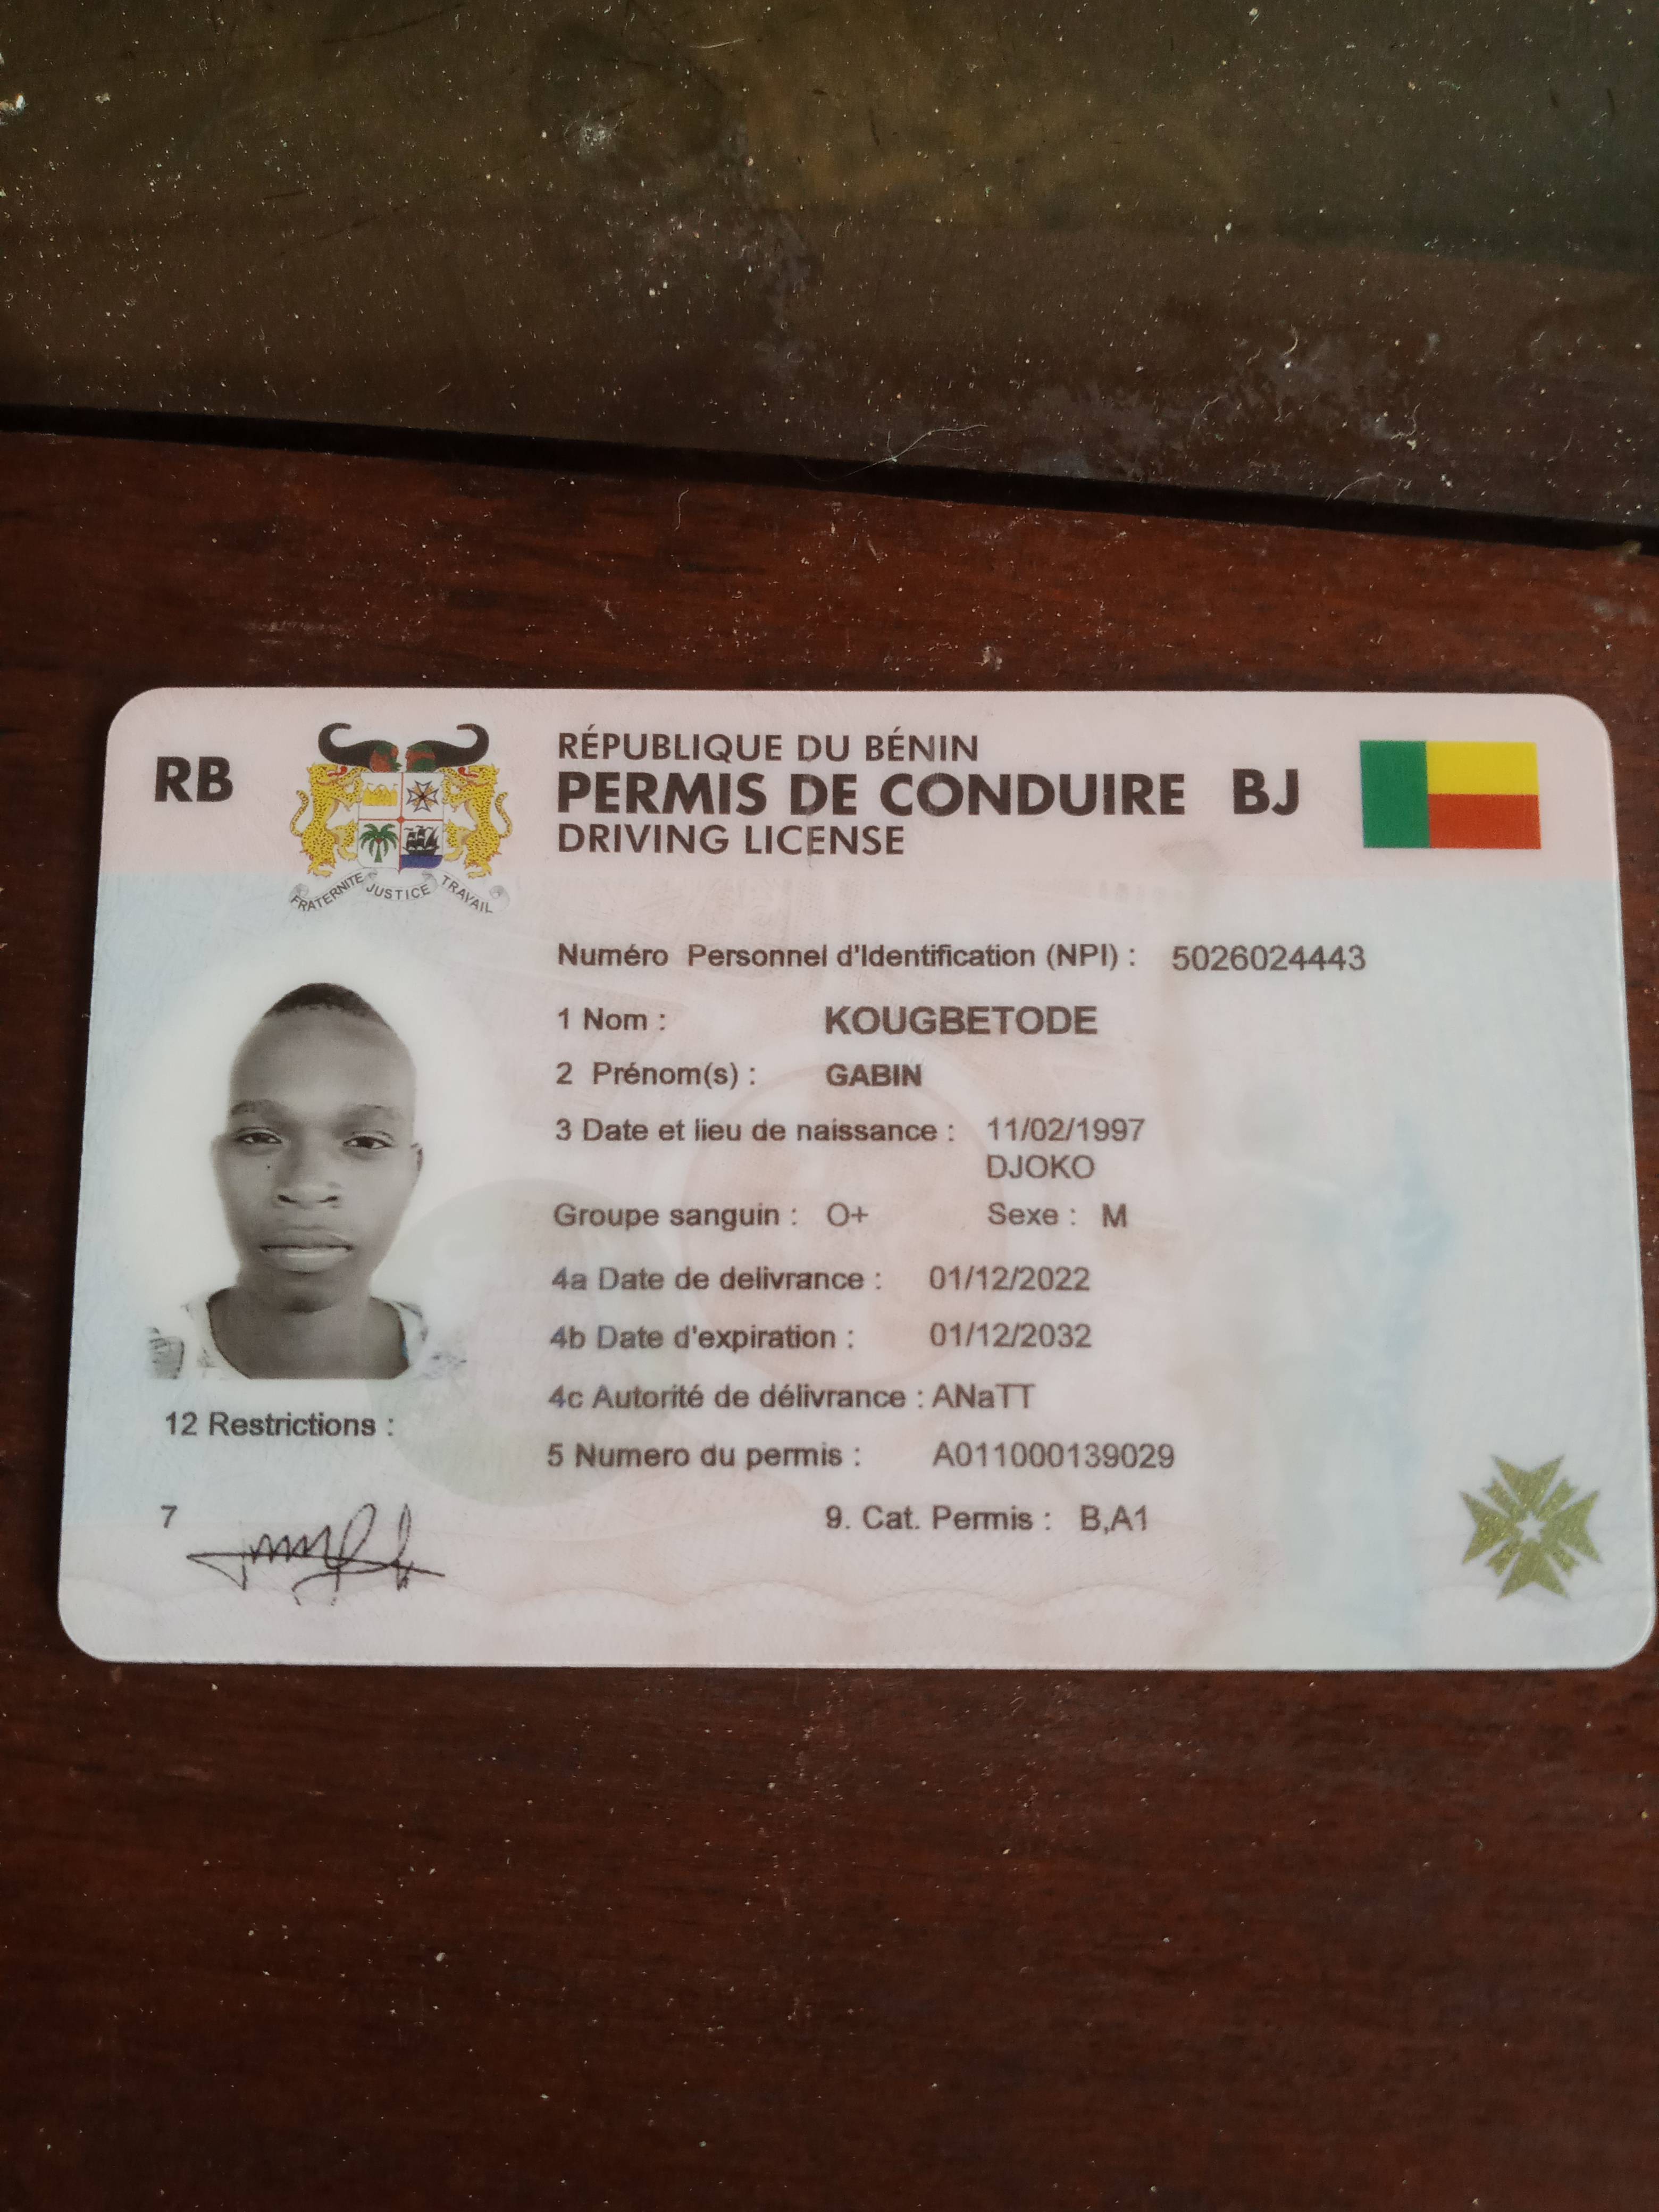 RB
RÉPUBLIQUE DU BÉNIN
PERMIS DE CONDUIRE BJ
DRIVING LICENSE
FRATERNITE JUSTICE TRAVAIL
Numéro Personnel d'Identification (NPI) : 5026024443
1 Nom : KOUGBETODE
2 Prénom(s) : GABIN
3 Date et lieu de naissance : 11/02/1997
DJOKO
Groupe sanguin : O+ Sexe : M
4a Date de delivrance : 01/12/2022
4b Date d'expiration : 01/12/2032
4c Autorité de délivrance : ANaTT
12 Restrictions :
5 Numero du permis : A011000139029
7
9. Cat. Permis : B,A1